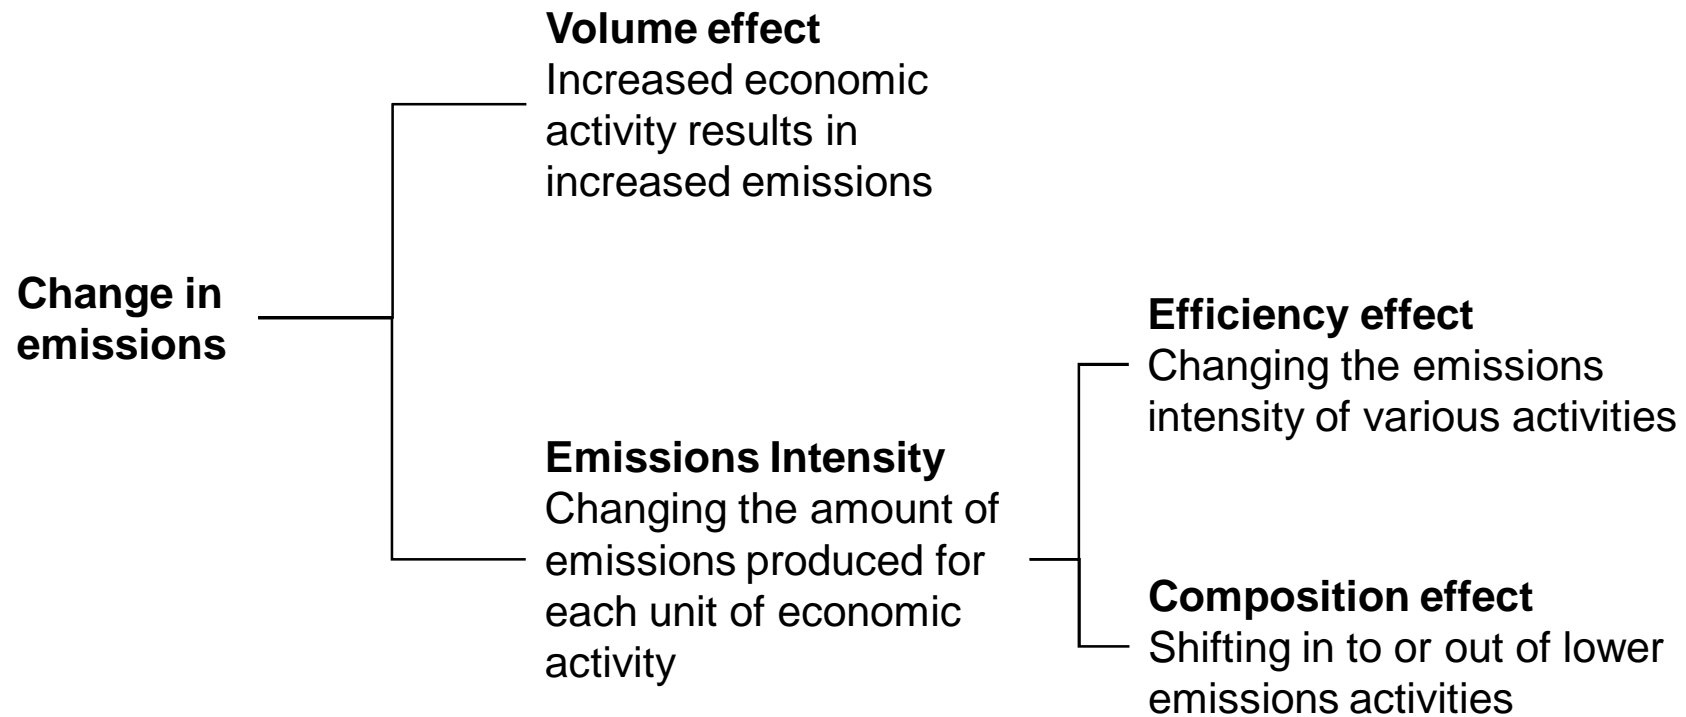 Volume effect
Increased economic
activity results in
increased emissions
Change in
emissions
Emissions Intensity
Changing the amount of
emissions produced for
each unit of economic
activity
Efficiency effect
Changing the emissions
intensity of various activities
Composition effect
Shifting in to or out of lower
emissions activities